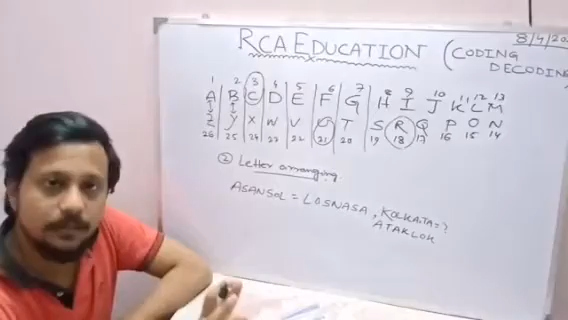 8/4/20
RCA EDUCATION (CODING DECODING)
1 2 3 4 5 6 7 8 9 10 11 12 13
A B C D E F G H I J K L M
Z Y X W V U T S R Q P O N
26 25 24 23 22 21 20 19 18 17 16 15 14
② Letter arranging
ASANSOL = LOSNASA, KOLKATA = ?
ATAKLOK